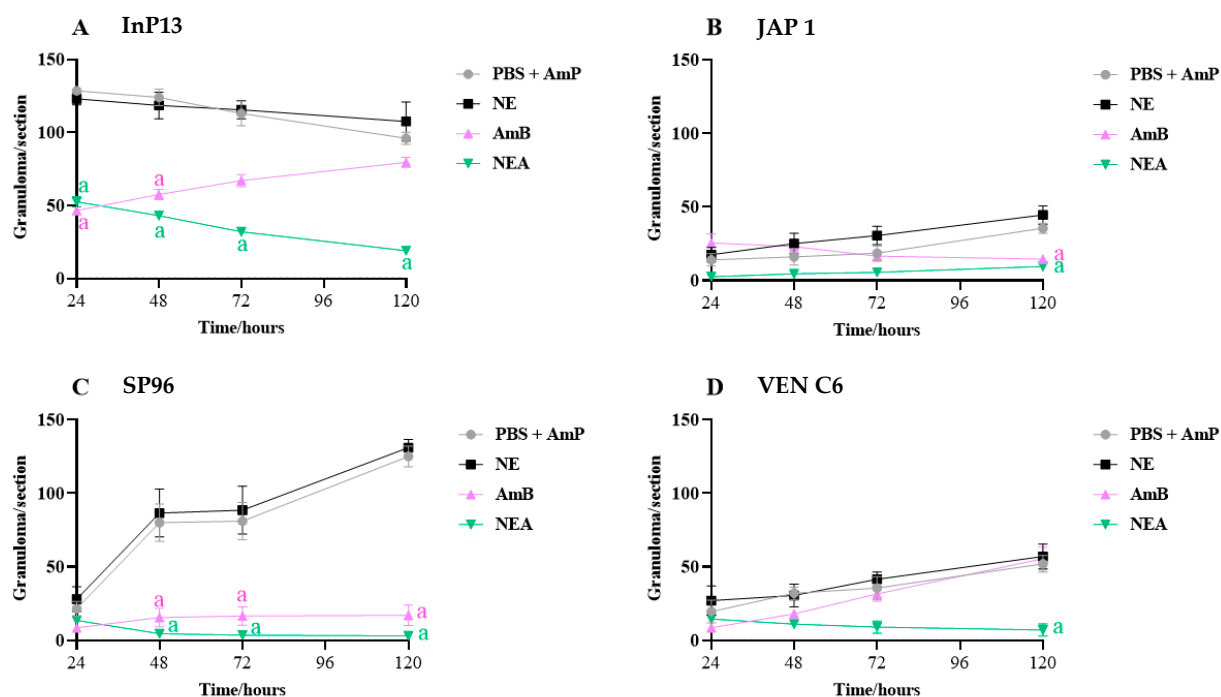 A InP13
150
100
50
0
Granuloma/section
a
a
a
a
a
a
24 48 72 96 120
Time/hours
PBS + AmP
NE
AmB
NEA
B JAP 1
150
100
50
0
Granuloma/section
a
a
24 48 72 96 120
Time/hours
PBS + AmP
NE
AmB
NEA
C SP96
150
100
50
0
Granuloma/section
a
a
a
a
a
a
24 48 72 96 120
Time/hours
PBS + AmP
NE
AmB
NEA
D VEN C6
150
100
50
0
Granuloma/section
a
24 48 72 96 120
Time/hours
PBS + AmP
NE
AmB
NEA